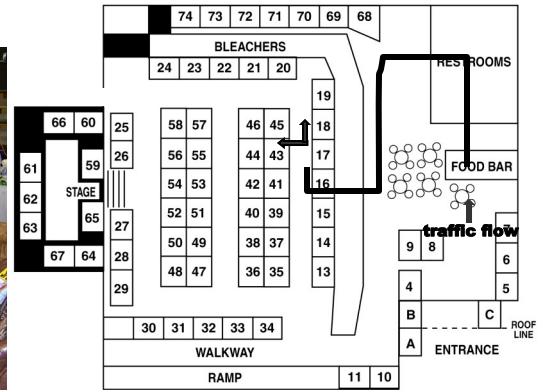 74 73 72 71 70 69 68
BLEACHERS
RESTROOMS
24 23 22 21 20
19
66 60 25 58 57 46 45 18
26 56 55 44 43 17
61 59 FOOD BAR
62 STAGE 54 53 42 41 16
63 65 52 51 40 39 15
27 7
traffic flow
67 64 28 50 49 38 37 14 9 8 6
29 48 47 36 35 13 4 5
B C
30 31 32 33 34 ROOF
LINE
A ENTRANCE
WALKWAY
RAMP 11 10